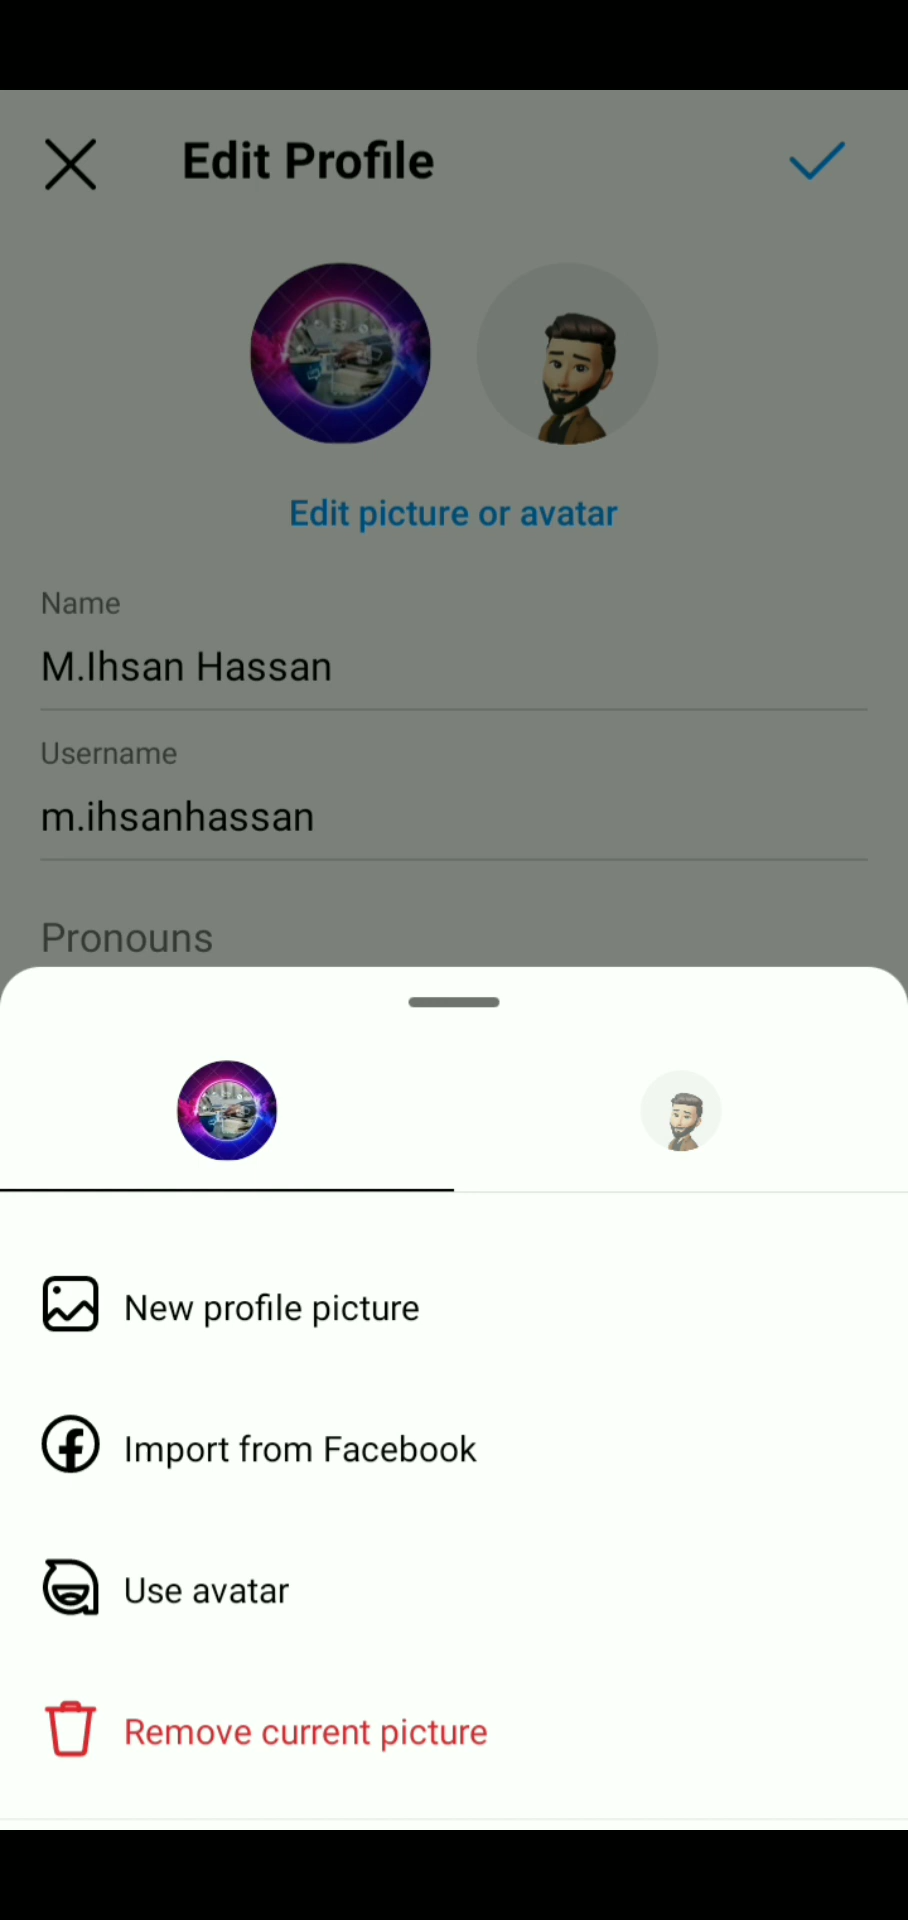 Edit Profile
Edit picture or avatar
Name
M.Ihsan Hassan
Username
m.ihsanhassan
Pronouns
New profile picture
Import from Facebook
Use avatar
Remove current picture